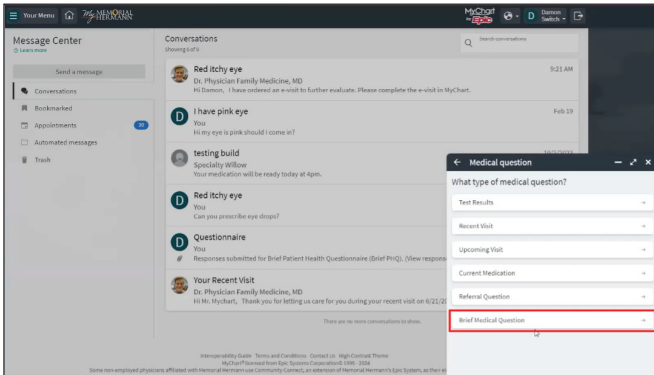 Your Menu
My MEMORIAL HERMANN
MyChart
by Epic
D
Damon
Switch
Message Center
Learn more
Send a message
Conversations
Bookmarked
Appointments
30
Automated messages
Trash
Conversations
Showing 6 of 6
Search conversations
Red itchy eye
9:21 AM
Dr. Physician Family Medicine, MD
Hi Damon, I have ordered an e-visit to further evaluate. Please complete the e-visit in MyChart.
D
I have pink eye
Feb 19
You
Hi my eye is pink should I come in?
testing build
Specialty Willow
Your medication will be ready today at 4pm.
D
Red itchy eye
You
Can you prescribe eye drops?
D
Questionnaire
You
Responses submitted for Brief Patient Health Questionnaire (Brief PHQ). (View respons
Your Recent Visit
Dr. Physician Family Medicine, MD
Hi Mr. Mychart, Thank you for letting us care for you during your recent visit on 6/21/20
There are no more conversations to show.
Interoperability Guide Terms and Conditions Contact us High Contrast Theme
MyChart® licensed from Epic Systems Corporation© 1999 - 2024
Some non-employed physicians affiliated with Memorial Hermann use Community Connect, an extension of Memorial Hermann's Epic System, as their
Medical question
What type of medical question?
Test Results
Recent Visit
Upcoming Visit
Current Medication
Referral Question
Brief Medical Question